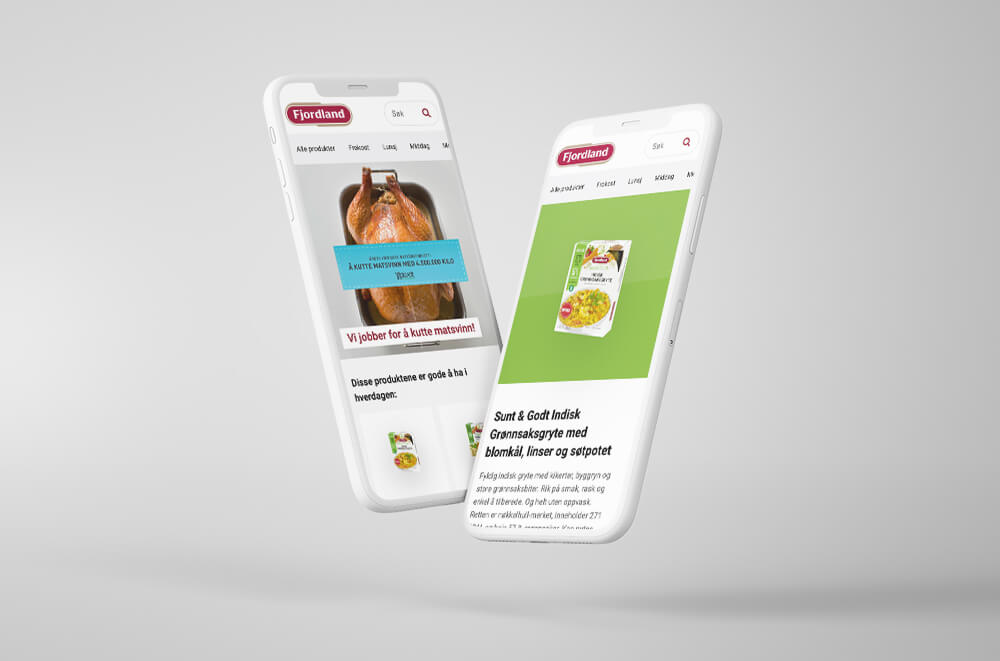 Fjordland
Søk
Alle produkter Frokost Lunsj Middag
Å KUTTE MATSVINN MED 4.500.000 KILO
Vi jobber for å kutte matsvinn!
Disse produktene er gode å ha i
hverdagen:
Fjordland
Søk
Alle produkter Frokost Lunsj Middag
Fjordland
INDISK
GRØNNSAKSGRYTE
Sunt & Godt Indisk
Grønnsaksgryte med
blomkål, linser og søtpotet
Fyldig indisk gryte med kikerter, byggryn og
store grønnsaksbiter. Rik på smak, rask og
enkel å tilberede. Og helt uten oppvask.
Retten er nøkkelhull-merket, inneholder 271